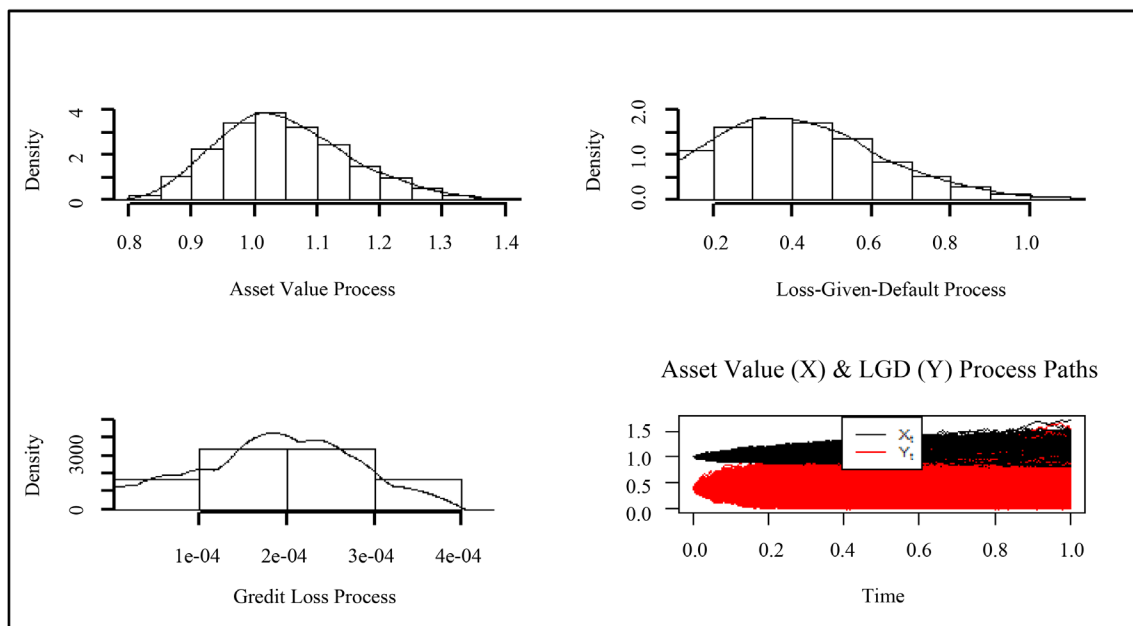 Density
4
2
0
0.8 0.9 1.0 1.1 1.2 1.3 1.4
Asset Value Process
Density
2.0
1.0
0.0
0.2 0.4 0.6 0.8 1.0
Loss-Given-Default Process
Density
3000
0
1e-04 2e-04 3e-04 4e-04
Gredit Loss Process
Asset Value (X) & LGD (Y) Process Paths
1.5
1.0
0.5
0.0
Xt
Yt
0.0 0.2 0.4 0.6 0.8 1.0
Time